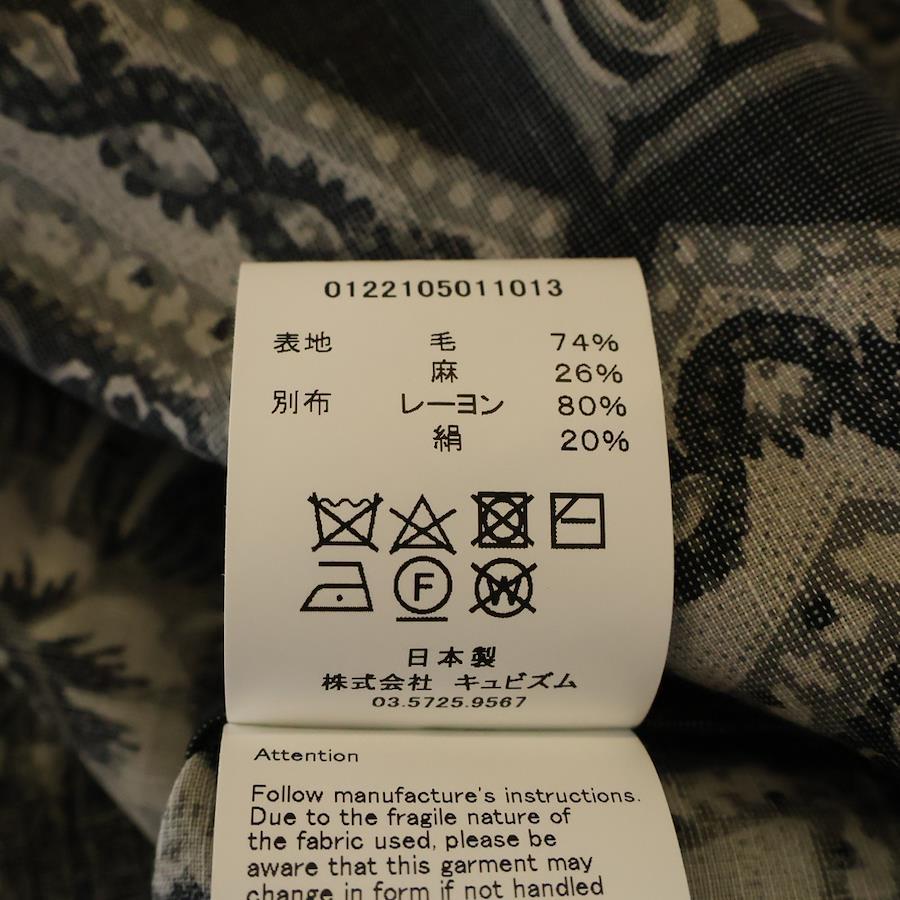 0122105011013
表地 毛 74%
麻 26%
別布 レーヨン 80%
絹 20%
F W
日本製
株式会社 キュビズム
03.5725.9567
Attention
Follow manufacture's instructions.
Due to the fragile nature of
the fabric used, please be
aware that this garment may
change in form if not handled